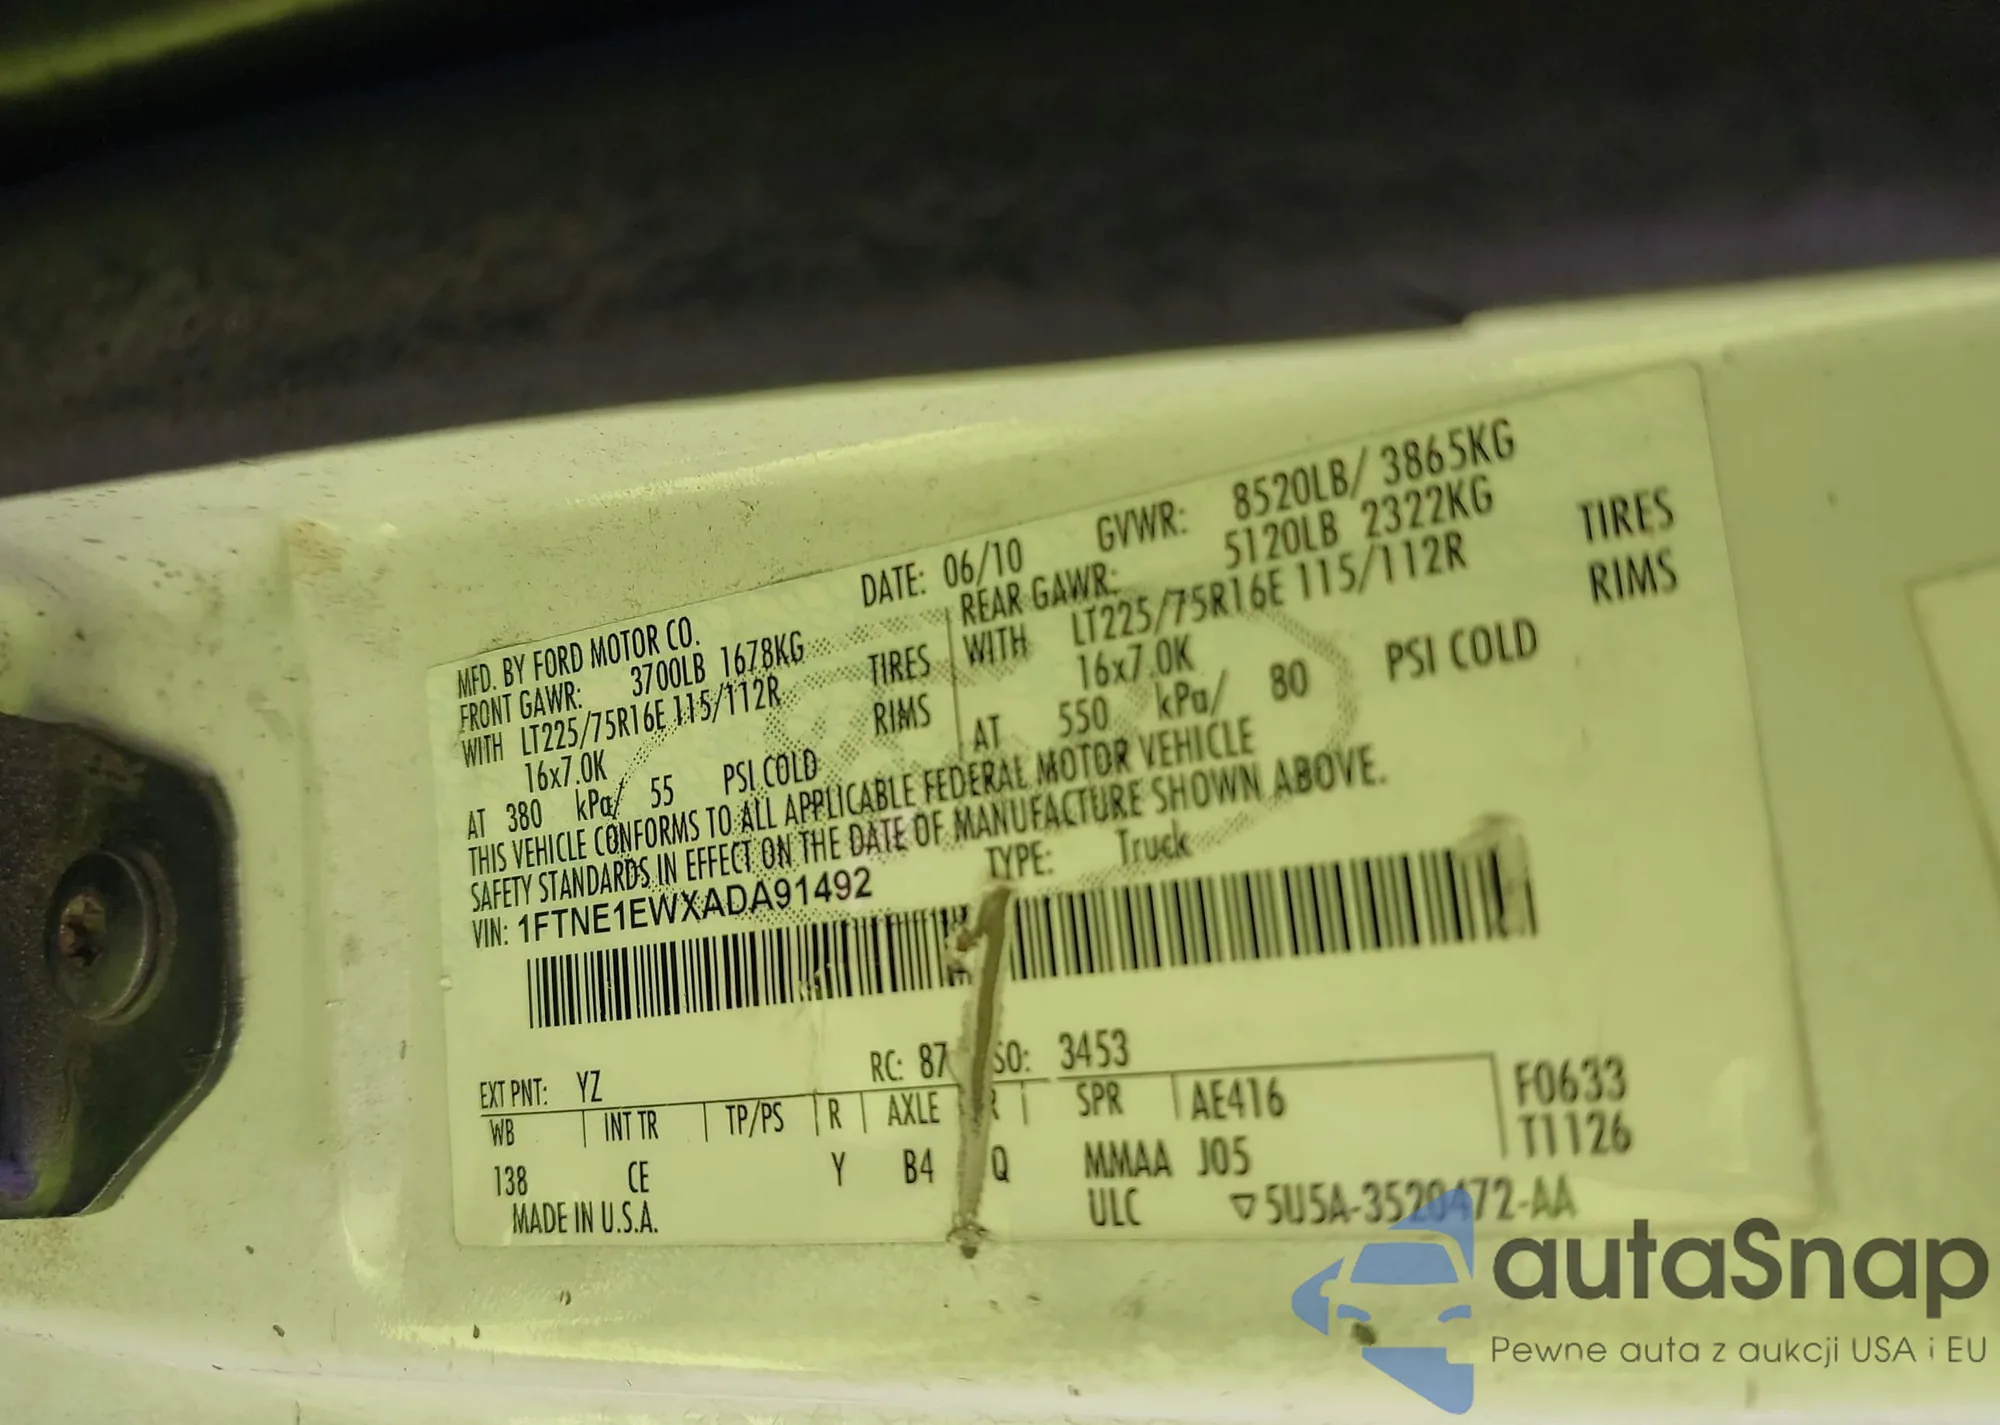 MFD. BY FORD MOTOR CO.
DATE: 06/10 GVWR: 8520LB/ 3865KG
FRONT GAWR: 3700LB 1678KG
REAR GAWR: 5120LB 2322KG
WITH LT225/75R16E 115/112R TIRES
WITH LT225/75R16E 115/112R TIRES
16x7.0K RIMS
16x7.0K RIMS
AT 380 kPa/ 55 PSI COLD
AT 550 kPa/ 80 PSI COLD
THIS VEHICLE CONFORMS TO ALL APPLICABLE FEDERAL MOTOR VEHICLE
SAFETY STANDARDS IN EFFECT ON THE DATE OF MANUFACTURE SHOWN ABOVE.
VIN: 1FTNE1EWXADA91492
TYPE: Truck
EXT PNT: YZ RC: 87 SO: 3453
WB INT TR TP/PS R AXLE R SPR AE416 F0633
138 CE Y B4 Q MMAA J05 T1126
MADE IN U.S.A. ULC ▽5U5A-3520472-AA
autaSnap
Pewne auta z aukcji USA i EU